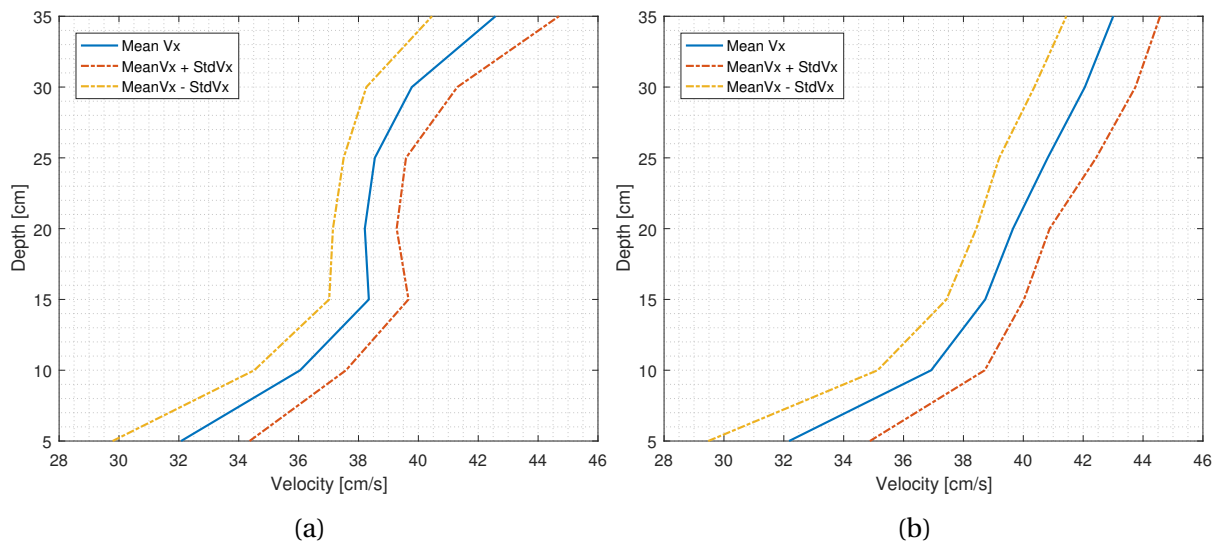 35
30
25
20
15
10
5
Depth [cm]
Mean Vx
MeanVx + StdVx
MeanVx - StdVx
28 30 32 34 36 38 40 42 44 46
Velocity [cm/s]
(a)
35
30
25
20
15
10
5
Depth [cm]
Mean Vx
MeanVx + StdVx
MeanVx - StdVx
28 30 32 34 36 38 40 42 44 46
Velocity [cm/s]
(b)